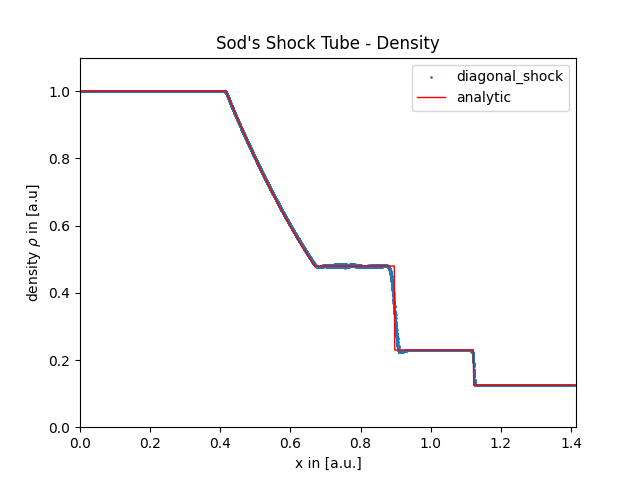 Sod's Shock Tube - Density
diagonal_shock
analytic
density ρ in [a.u]
1.0
0.8
0.6
0.4
0.2
0.0
0.0 0.2 0.4 0.6 0.8 1.0 1.2 1.4
x in [a.u.]